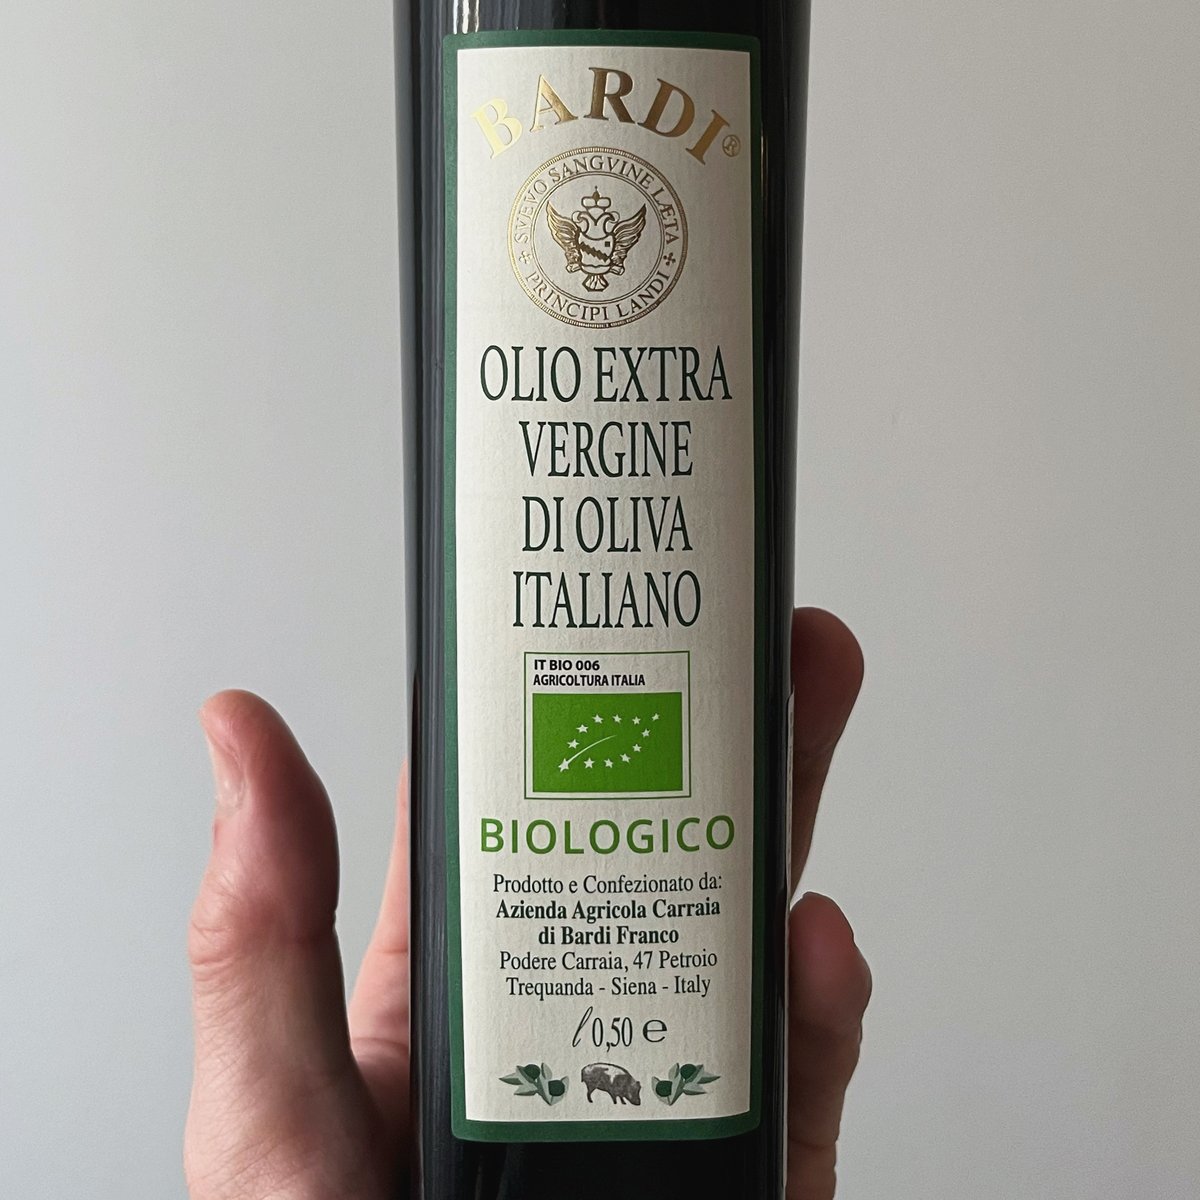 BARDI®
SVEVO SANGVINE LÆTA
PRINCIPI LANDI
OLIO EXTRA
VERGINE
DI OLIVA
ITALIANO
IT BIO 006
AGRICOLTURA ITALIA
BIOLOGICO
Prodotto e Confezionato da:
Azienda Agricola Carraia
di Bardi Franco
Podere Carraia, 47 Petroio
Trequanda - Siena - Italy
l 0,50 e